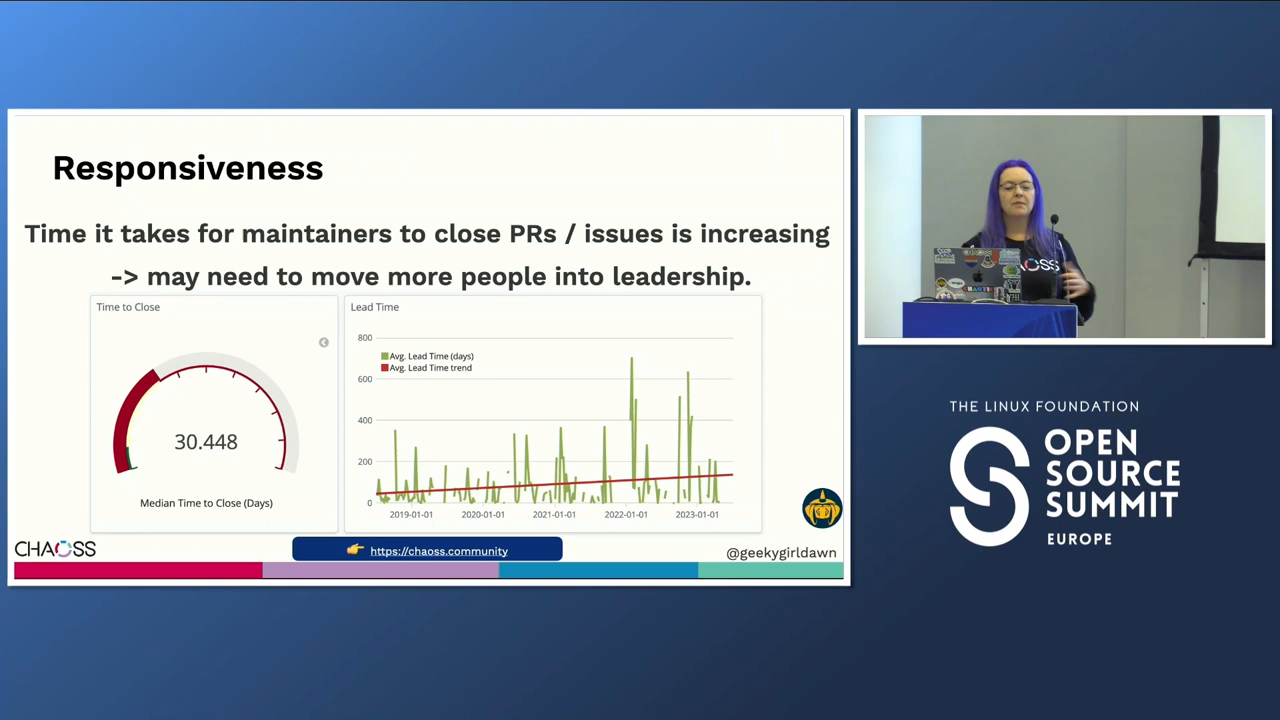 Responsiveness
Time it takes for maintainers to close PRs / issues is increasing
-> may need to move more people into leadership.
Time to Close
30.448
Median Time to Close (Days)
Lead Time
800
600
400
200
0
Avg. Lead Time (days)
Avg. Lead Time trend
2019-01-01
2020-01-01
2021-01-01
2022-01-01
2023-01-01
CHAOSS
https://chaoss.community
@geekygirldawn
THE LINUX FOUNDATION
OPEN
SOURCE
SUMMIT
EUROPE